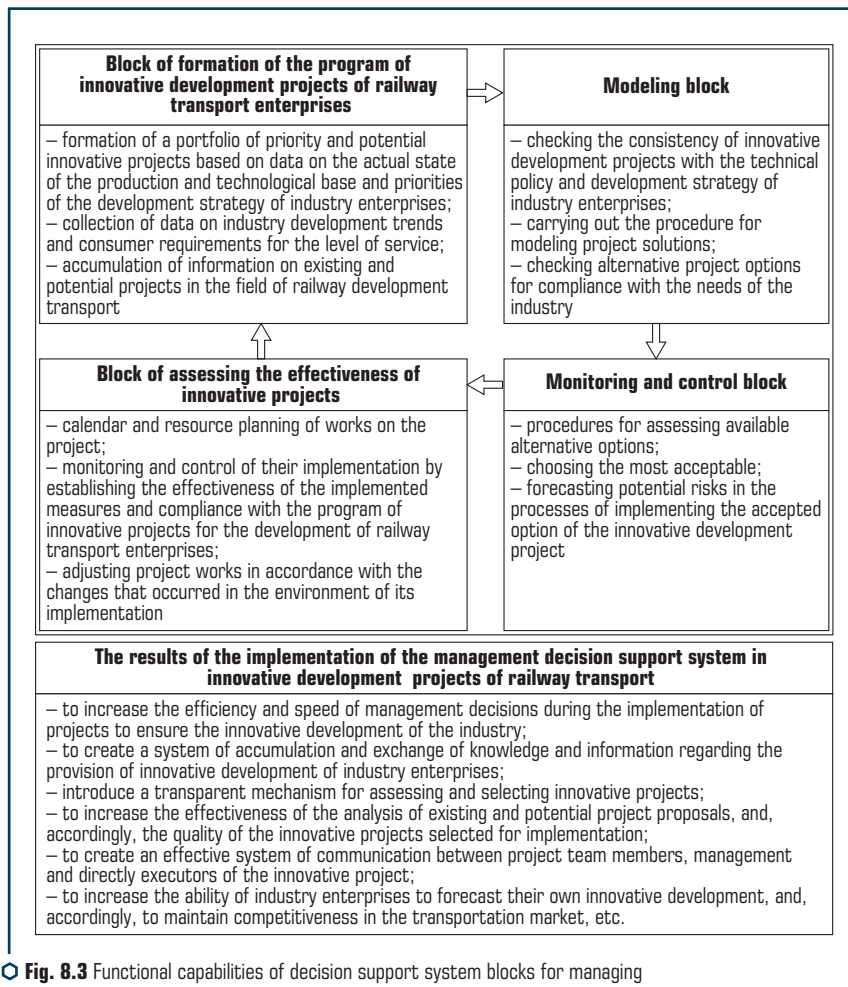 Block of formation of the program of
innovative development projects of railway
transport enterprises
– formation of a portfolio of priority and potential
innovative projects based on data on the actual state
of the production and technological base and priorities
of the development strategy of industry enterprises;
– collection of data on industry development trends
and consumer requirements for the level of service;
– accumulation of information on existing and
potential projects in the field of railway development
transport
Modeling block
– checking the consistency of innovative
development projects with the technical
policy and development strategy of
industry enterprises;
– carrying out the procedure for
modeling project solutions;
– checking alternative project options
for compliance with the needs of the
industry
Block of assessing the effectiveness of
innovative projects
– calendar and resource planning of works on the
project;
– monitoring and control of their implementation by
establishing the effectiveness of the implemented
measures and compliance with the program of
innovative projects for the development of railway
transport enterprises;
– adjusting project works in accordance with the
changes that occurred in the environment of its
implementation
Monitoring and control block
– procedures for assessing available
alternative options;
– choosing the most acceptable;
– forecasting potential risks in the
processes of implementing the accepted
option of the innovative development
project
The results of the implementation of the management decision support system in
innovative development projects of railway transport
– to increase the efficiency and speed of management decisions during the implementation of
projects to ensure the innovative development of the industry;
– to create a system of accumulation and exchange of knowledge and information regarding the
provision of innovative development of industry enterprises;
– introduce a transparent mechanism for assessing and selecting innovative projects;
– to increase the effectiveness of the analysis of existing and potential project proposals, and,
accordingly, the quality of the innovative projects selected for implementation;
– to create an effective system of communication between project team members, management
and directly executors of the innovative project;
– to increase the ability of industry enterprises to forecast their own innovative development, and,
accordingly, to maintain competitiveness in the transportation market, etc.
Fig. 8.3 Functional capabilities of decision support system blocks for managing